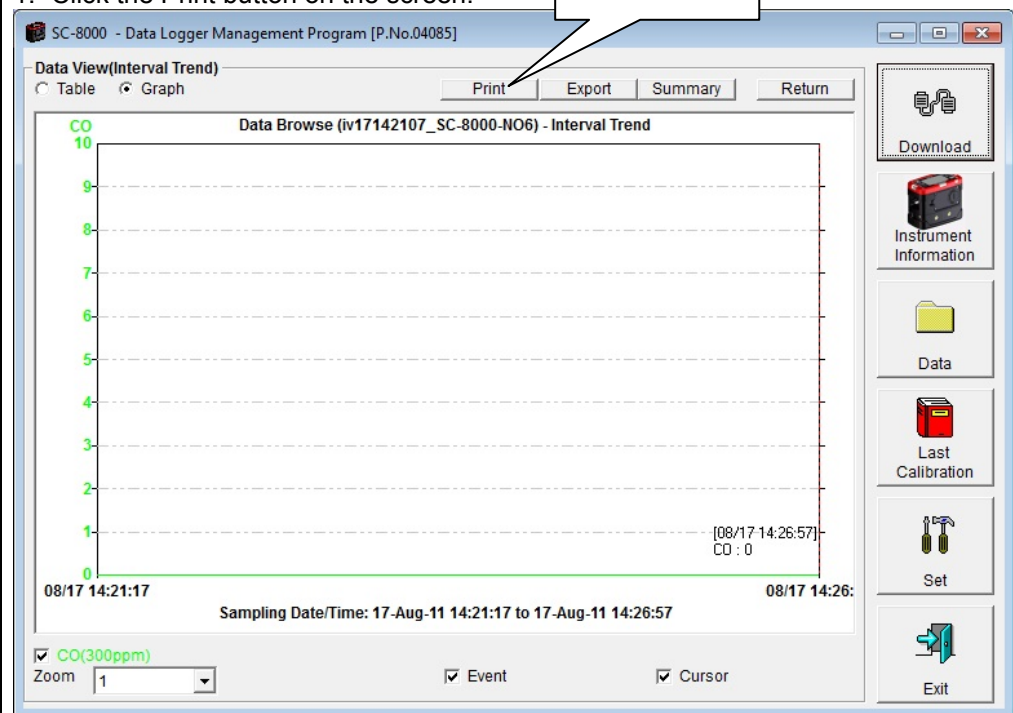 1. Click the Print button on the screen.
SC-8000 - Data Logger Management Program [P.No.04085]
Data View(Interval Trend)
Table Graph Print Export Summary Return
Data Browse (iv17142107_SC-8000-NO6) - Interval Trend
CO
10
9
8
7
6
5
4
3
2
1
0
[08/17 14:26:57]
CO : 0
08/17 14:21:17 08/17 14:26:
Sampling Date/Time: 17-Aug-11 14:21:17 to 17-Aug-11 14:26:57
CO(300ppm)
Zoom 1 Event Cursor
Download
Instrument
Information
Data
Last
Calibration
Set
Exit